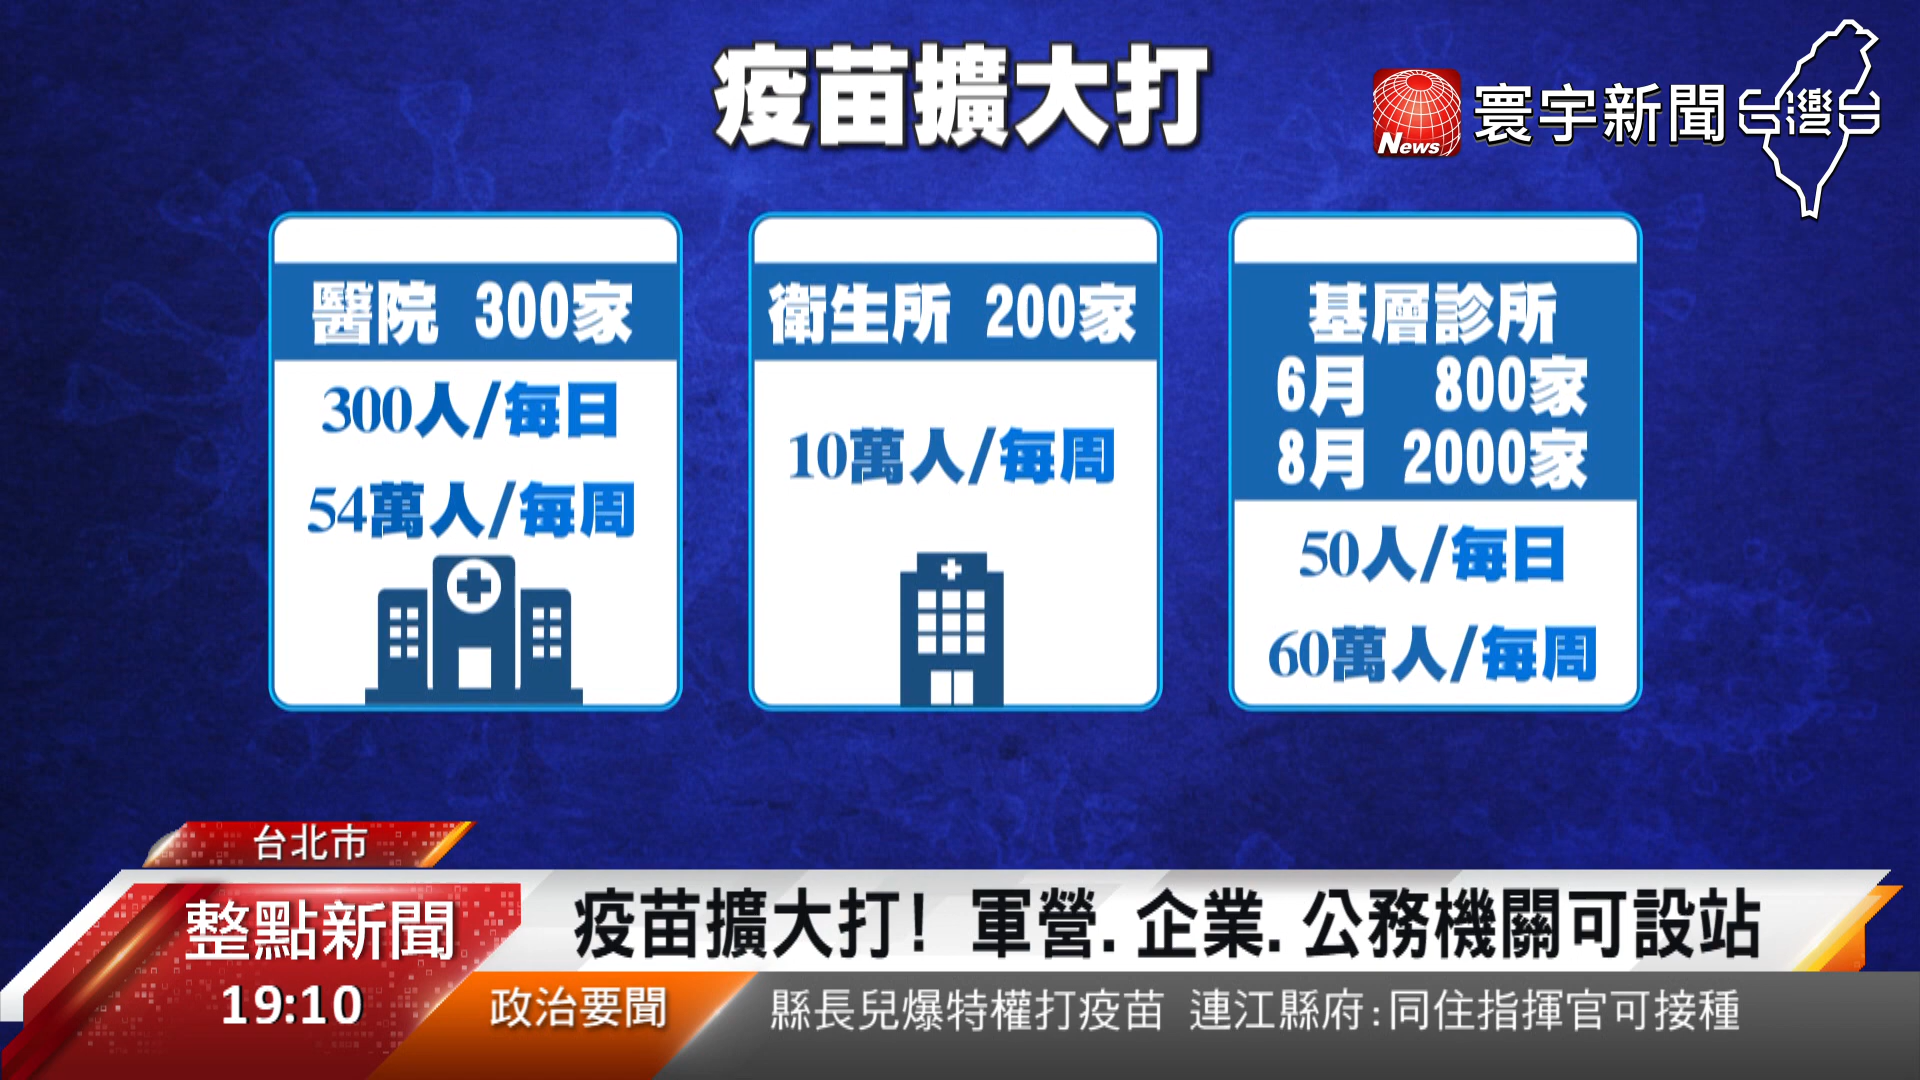 疫苗擴大打
News
寰宇新聞
台灣台
醫院 300家
300人/每日
54萬人/每周
衛生所 200家
10萬人/每周
基層診所
6月 800家
8月 2000家
50人/每日
60萬人/每周
台北市
整點新聞
疫苗擴大打! 軍營.企業.公務機關可設站
19:10
政治要聞
縣長兒爆特權打疫苗 連江縣府:同住指揮官可接種